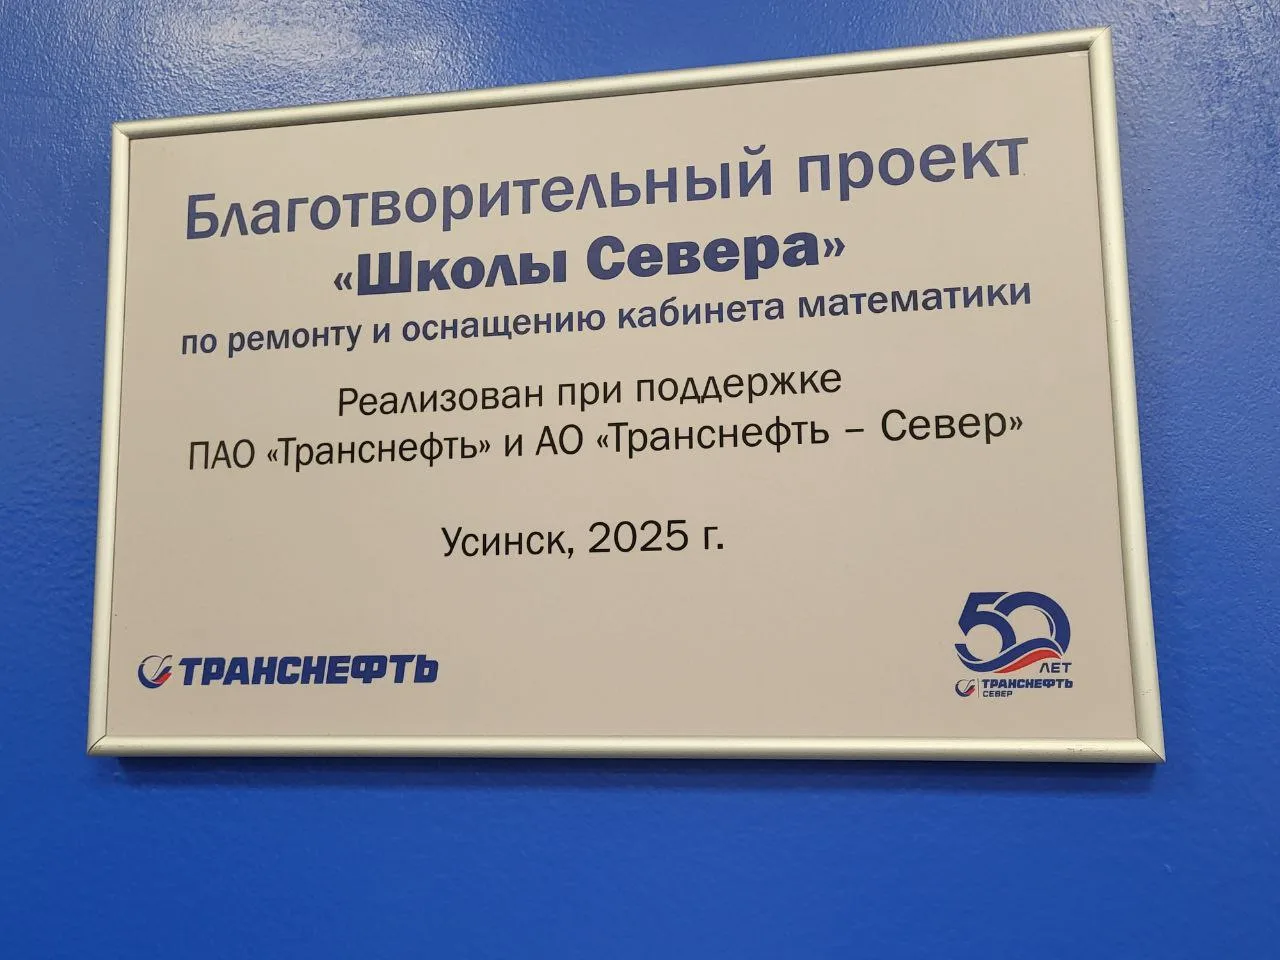 Благотворительный проект
«Школы Севера»
по ремонту и оснащению кабинета математики
Реализован при поддержке
ПАО «Транснефть» и АО «Транснефть – Север»
Усинск, 2025 г.
ТРАНСНЕФТЬ
50
ЛЕТ
ТРАНСНЕФТЬ
СЕВЕР